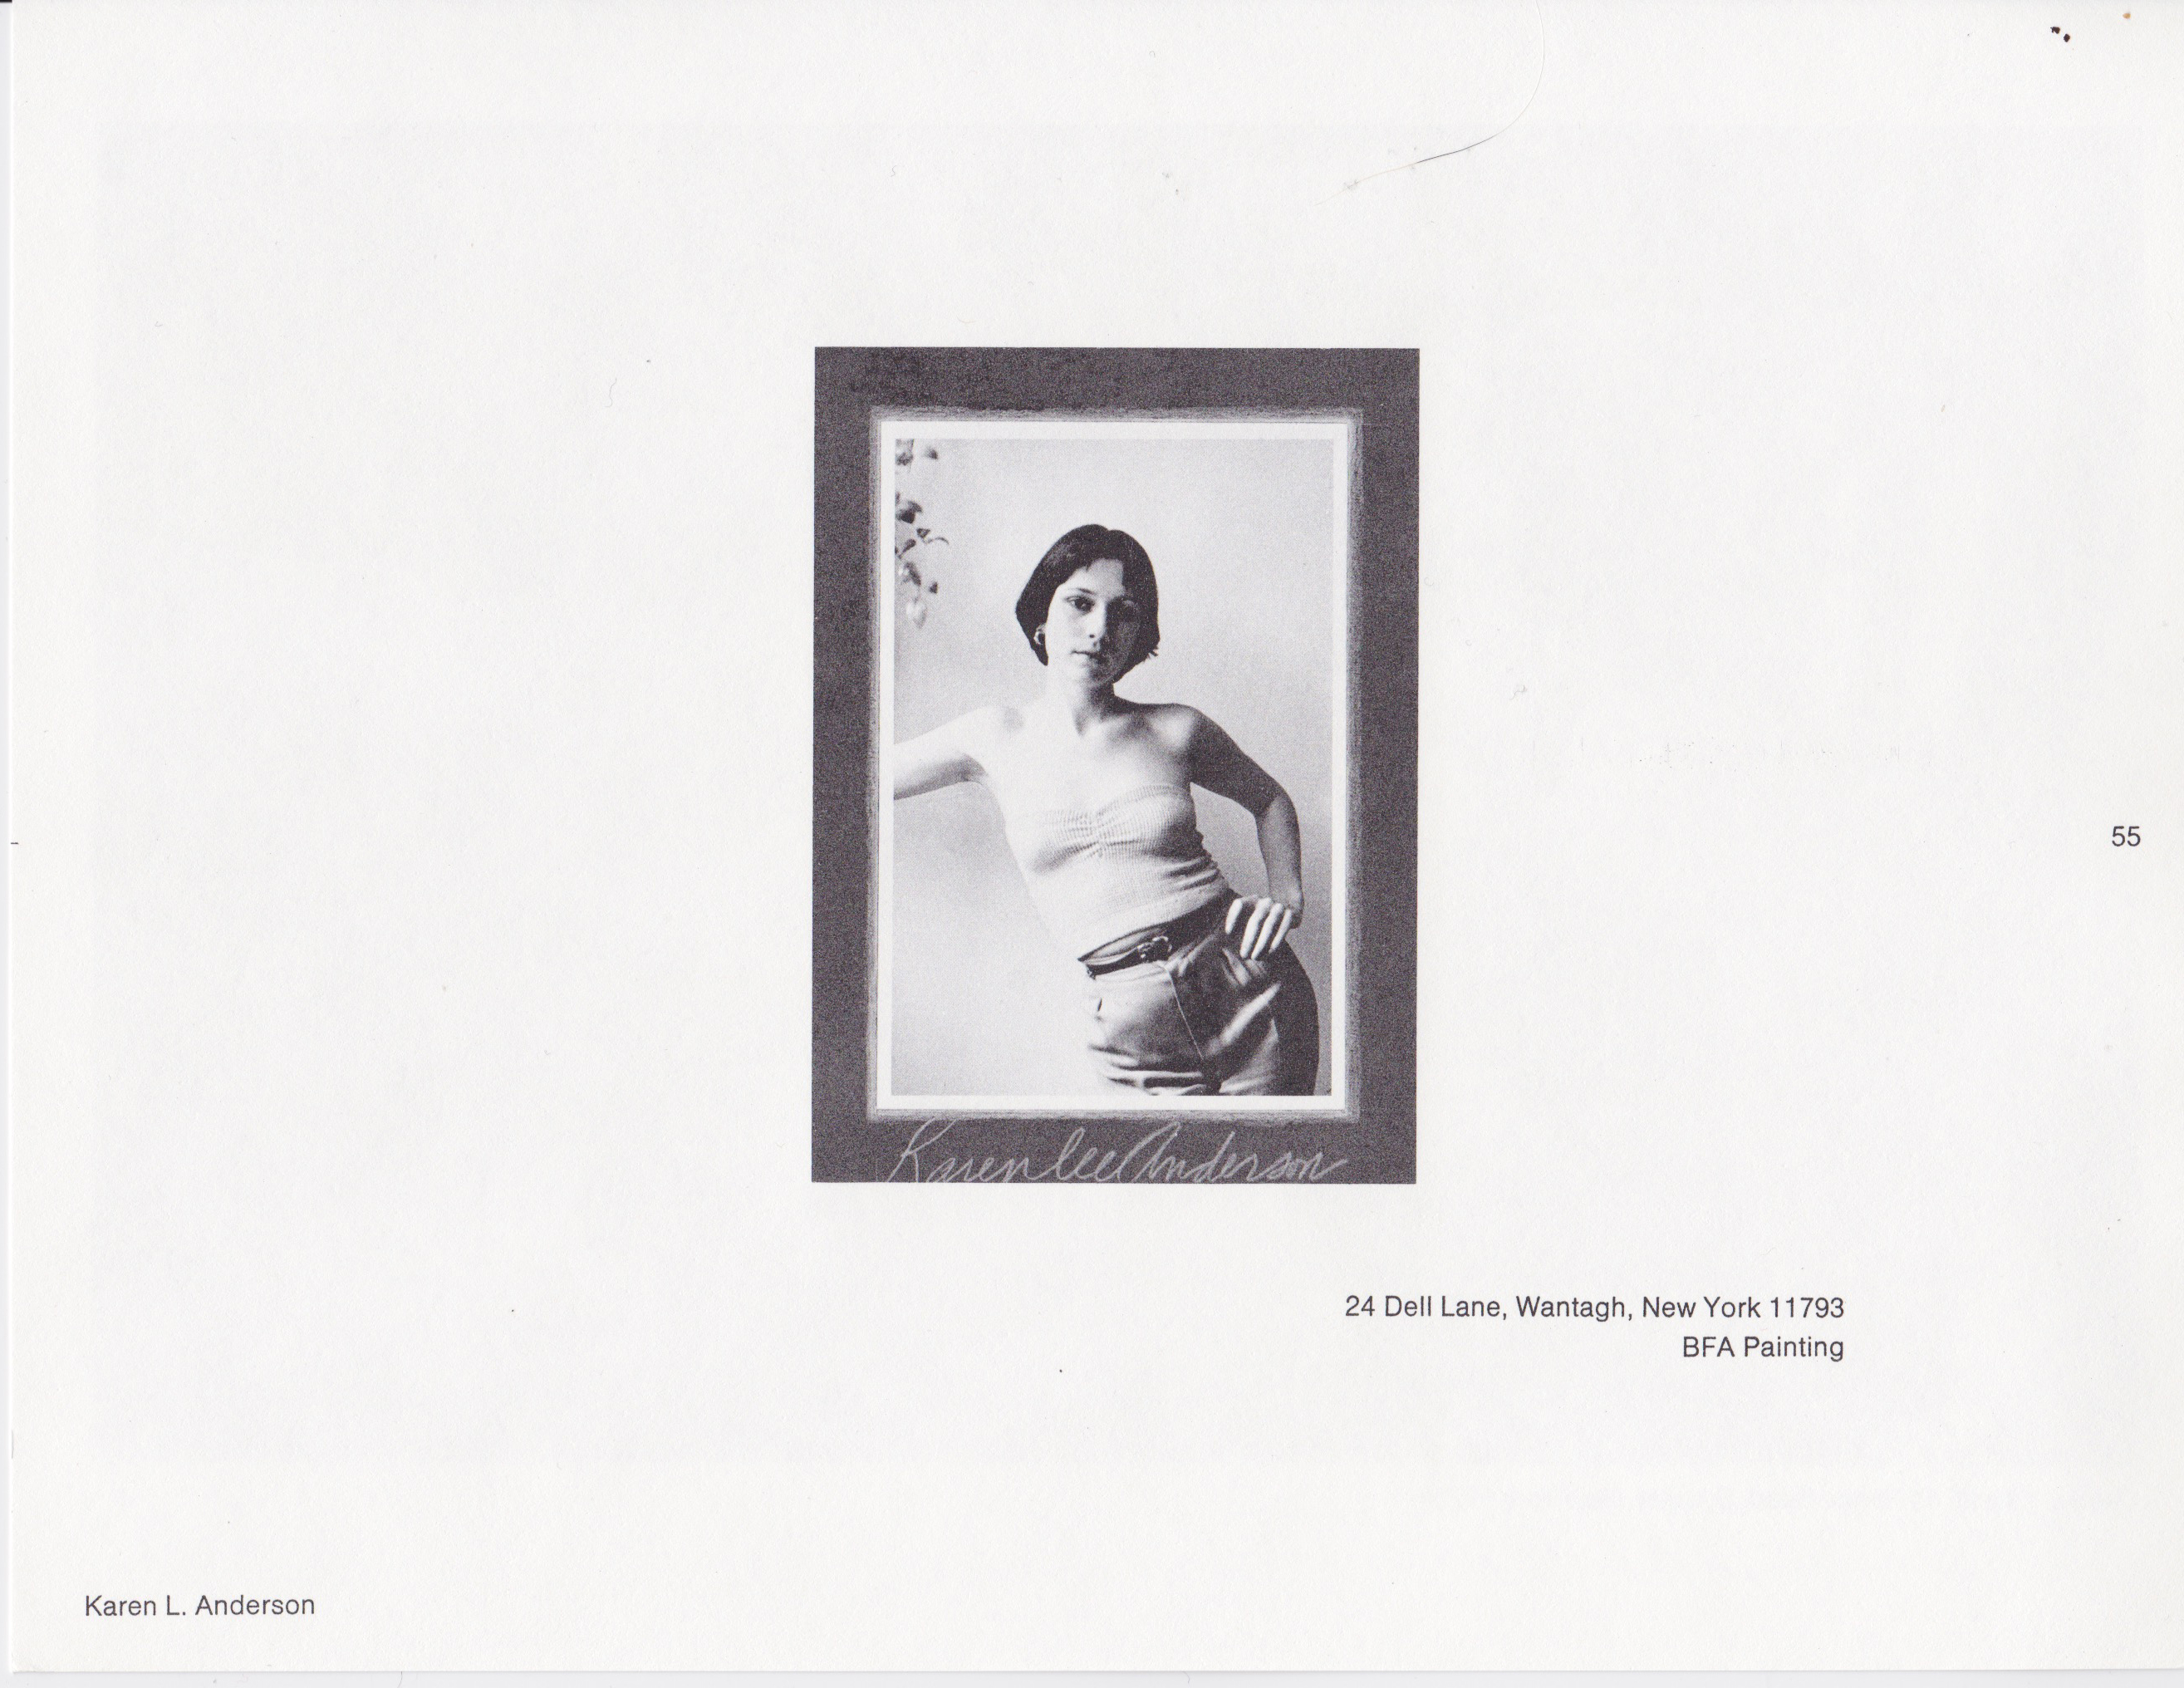 55
Karen lee Anderson
24 Dell Lane, Wantagh, New York 11793
BFA Painting
Karen L. Anderson